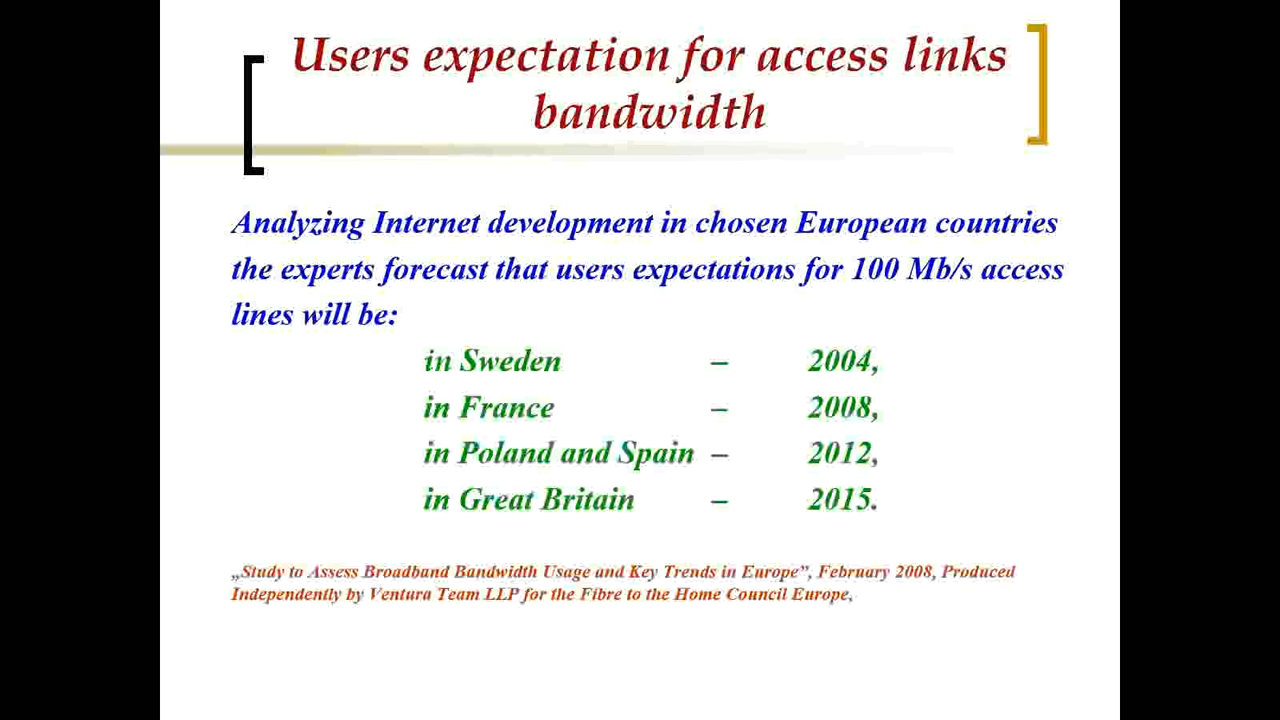 Users expectation for access links
bandwidth
Analyzing Internet development in chosen European countries
the experts forecast that users expectations for 100 Mb/s access
lines will be:
in Sweden – 2004,
in France – 2008,
in Poland and Spain – 2012,
in Great Britain – 2015.
„Study to Assess Broadband Bandwidth Usage and Key Trends in Europe”, February 2008, Produced
Independently by Ventura Team LLP for the Fibre to the Home Council Europe,